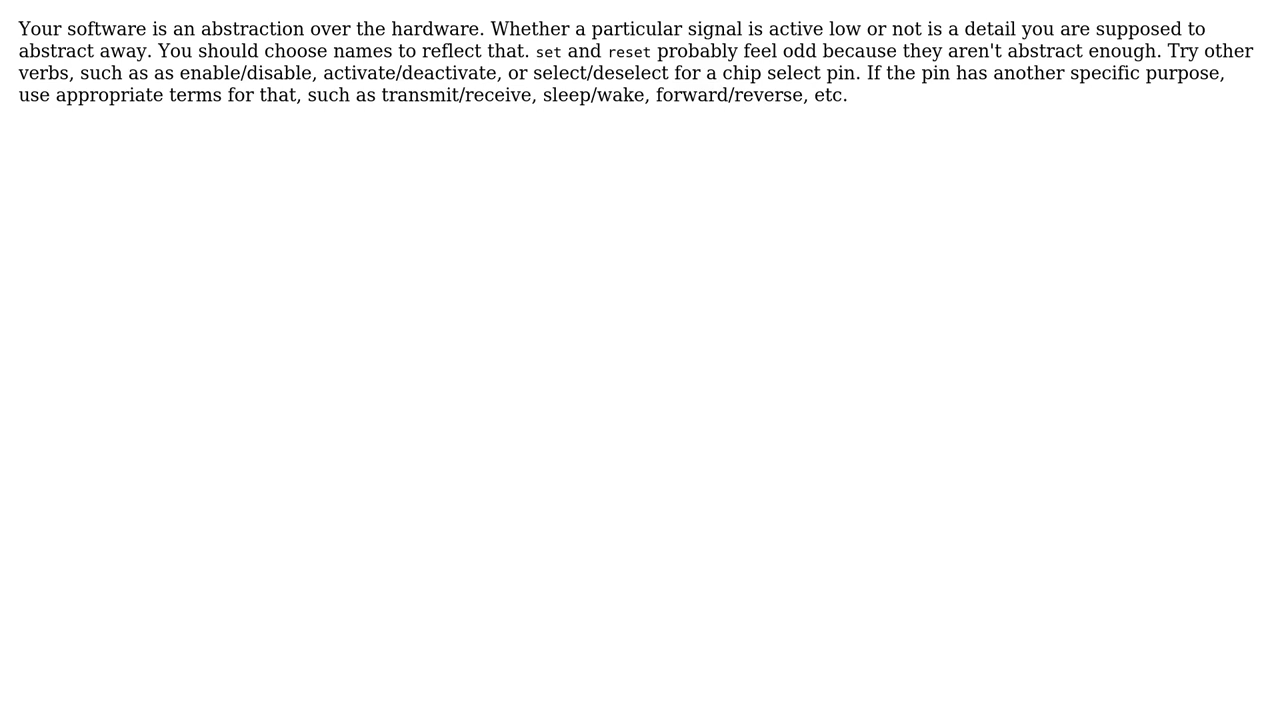 Your software is an abstraction over the hardware. Whether a particular signal is active low or not is a detail you are supposed to
abstract away. You should choose names to reflect that. set and reset probably feel odd because they aren't abstract enough. Try other
verbs, such as as enable/disable, activate/deactivate, or select/deselect for a chip select pin. If the pin has another specific purpose,
use appropriate terms for that, such as transmit/receive, sleep/wake, forward/reverse, etc.